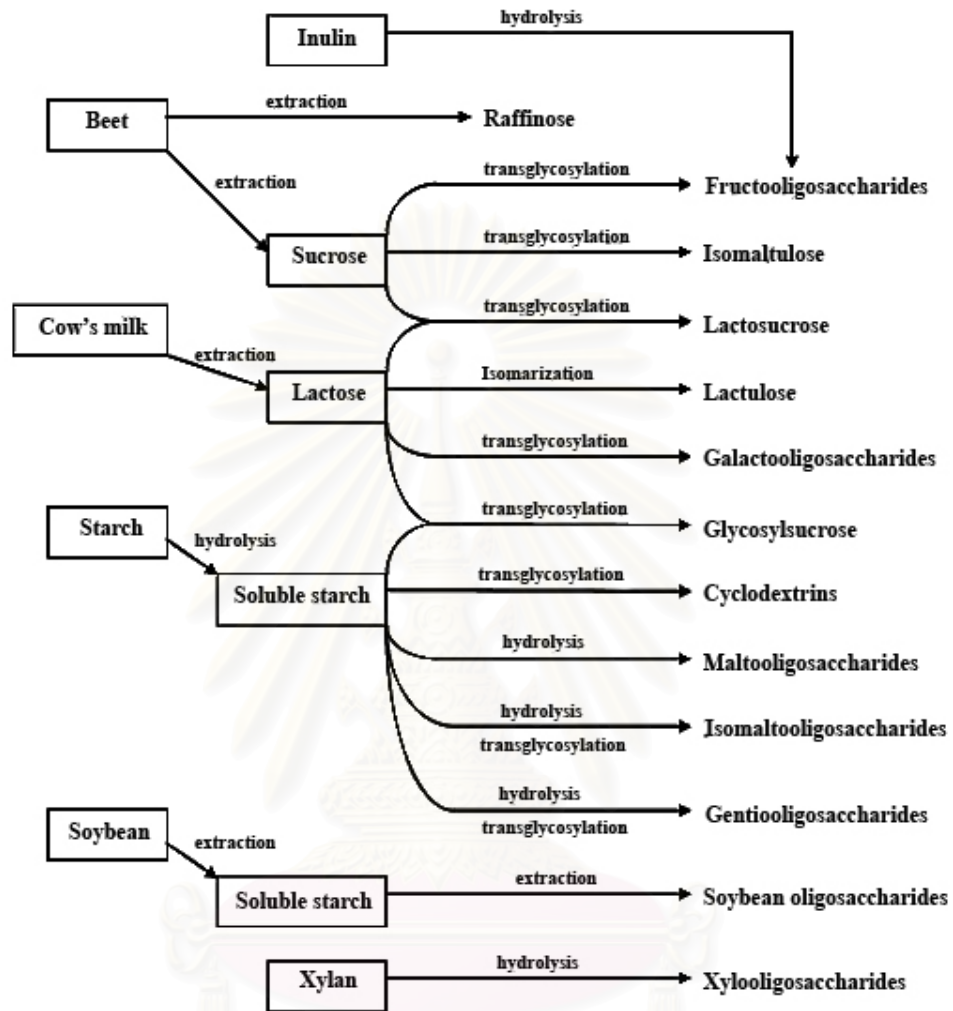 hydrolysis
Inulin
extraction
Beet
Raffinose
transglycosylation
extraction
Fructooligosaccharides
transglycosylation
Sucrose
Isomaltulose
transglycosylation
Cow's milk
Lactosucrose
extraction
Isomarization
Lactose
Lactulose
transglycosylation
Galactooligosaccharides
transglycosylation
Starch
Glycosylsucrose
hydrolysis
transglycosylation
Soluble starch
Cyclodextrins
hydrolysis
Maltooligosaccharides
hydrolysis
Isomaltooligosaccharides
transglycosylation
hydrolysis
Gentiooligosaccharides
transglycosylation
Soybean
extraction
extraction
Soluble starch
Soybean oligosaccharides
hydrolysis
Xylan
Xylooligosaccharides